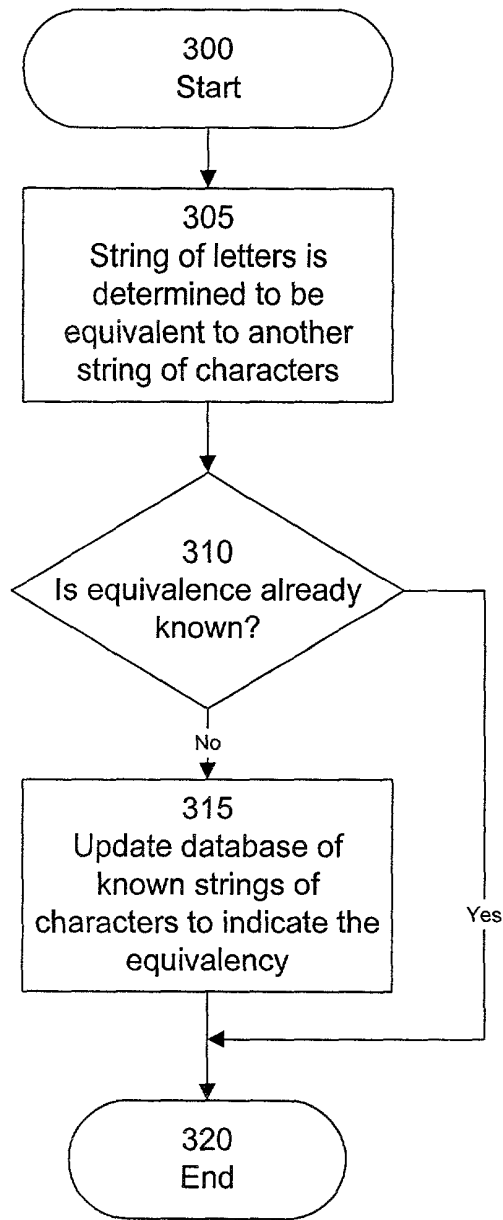 300
Start
305
String of letters is
determined to be
equivalent to another
string of characters
310
Is equivalence already
known?
No
315
Update database of
known strings of
characters to indicate the
equivalency
Yes
320
End